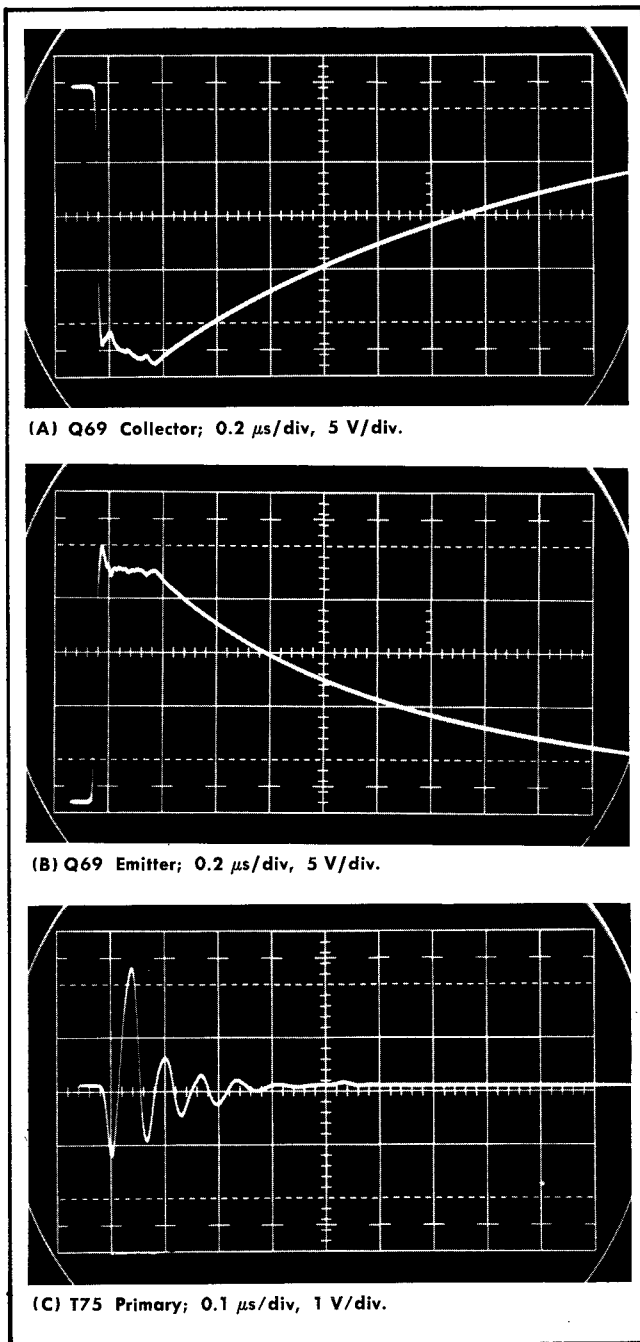 (A) Q69 Collector; 0.2 μs/div, 5 V/div.
(B) Q69 Emitter; 0.2 μs/div, 5 V/div.
(C) T75 Primary; 0.1 μs/div, 1 V/div.